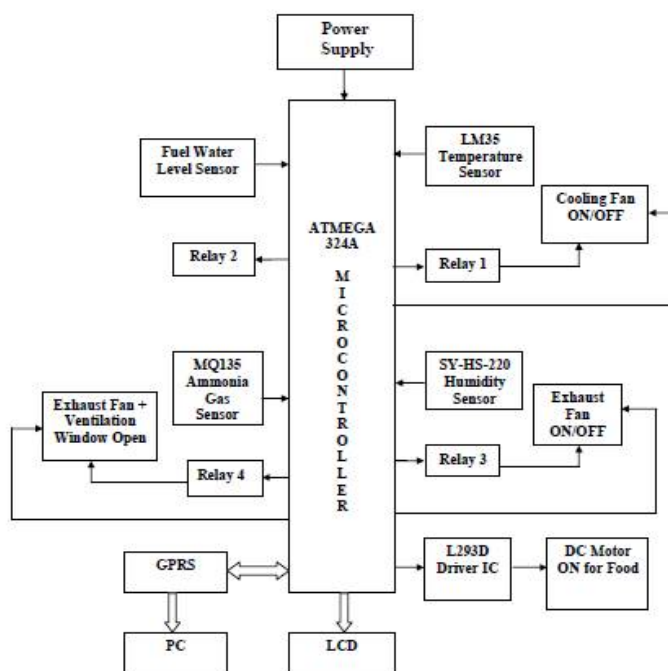 Power
Supply
Fuel Water
Level Sensor
LM35
Temperature
Sensor
Cooling Fan
ON/OFF
ATMEGA
324A
Relay 2
Relay 1
M
I
C
R
O
C
O
N
T
R
O
L
L
E
R
MQ135
Ammonia
Gas
Sensor
SY-HS-220
Humidity
Sensor
Exhaust Fan +
Ventilation
Window Open
Exhaust
Fan
ON/OFF
Relay 4
Relay 3
GPRS
L293D
Driver IC
DC Motor
ON for Food
PC
LCD